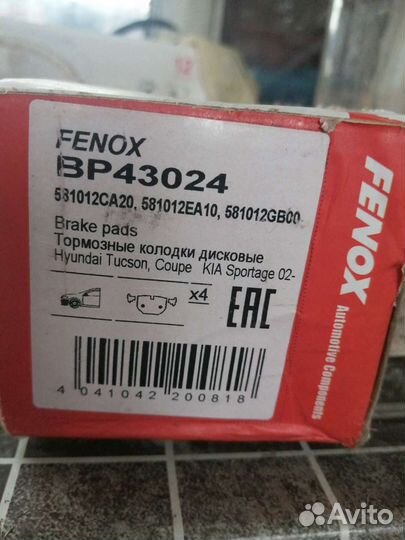 12
FENOX
BP43024
581012CA20, 581012EA10, 581012GB00
Brake pads
Тормозные колодки дисковые
Hyundai Tucson, Coupe KIA Sportage 02-
x4
EAC
4 041042 200818
FENOX
Automotive Components
Avito